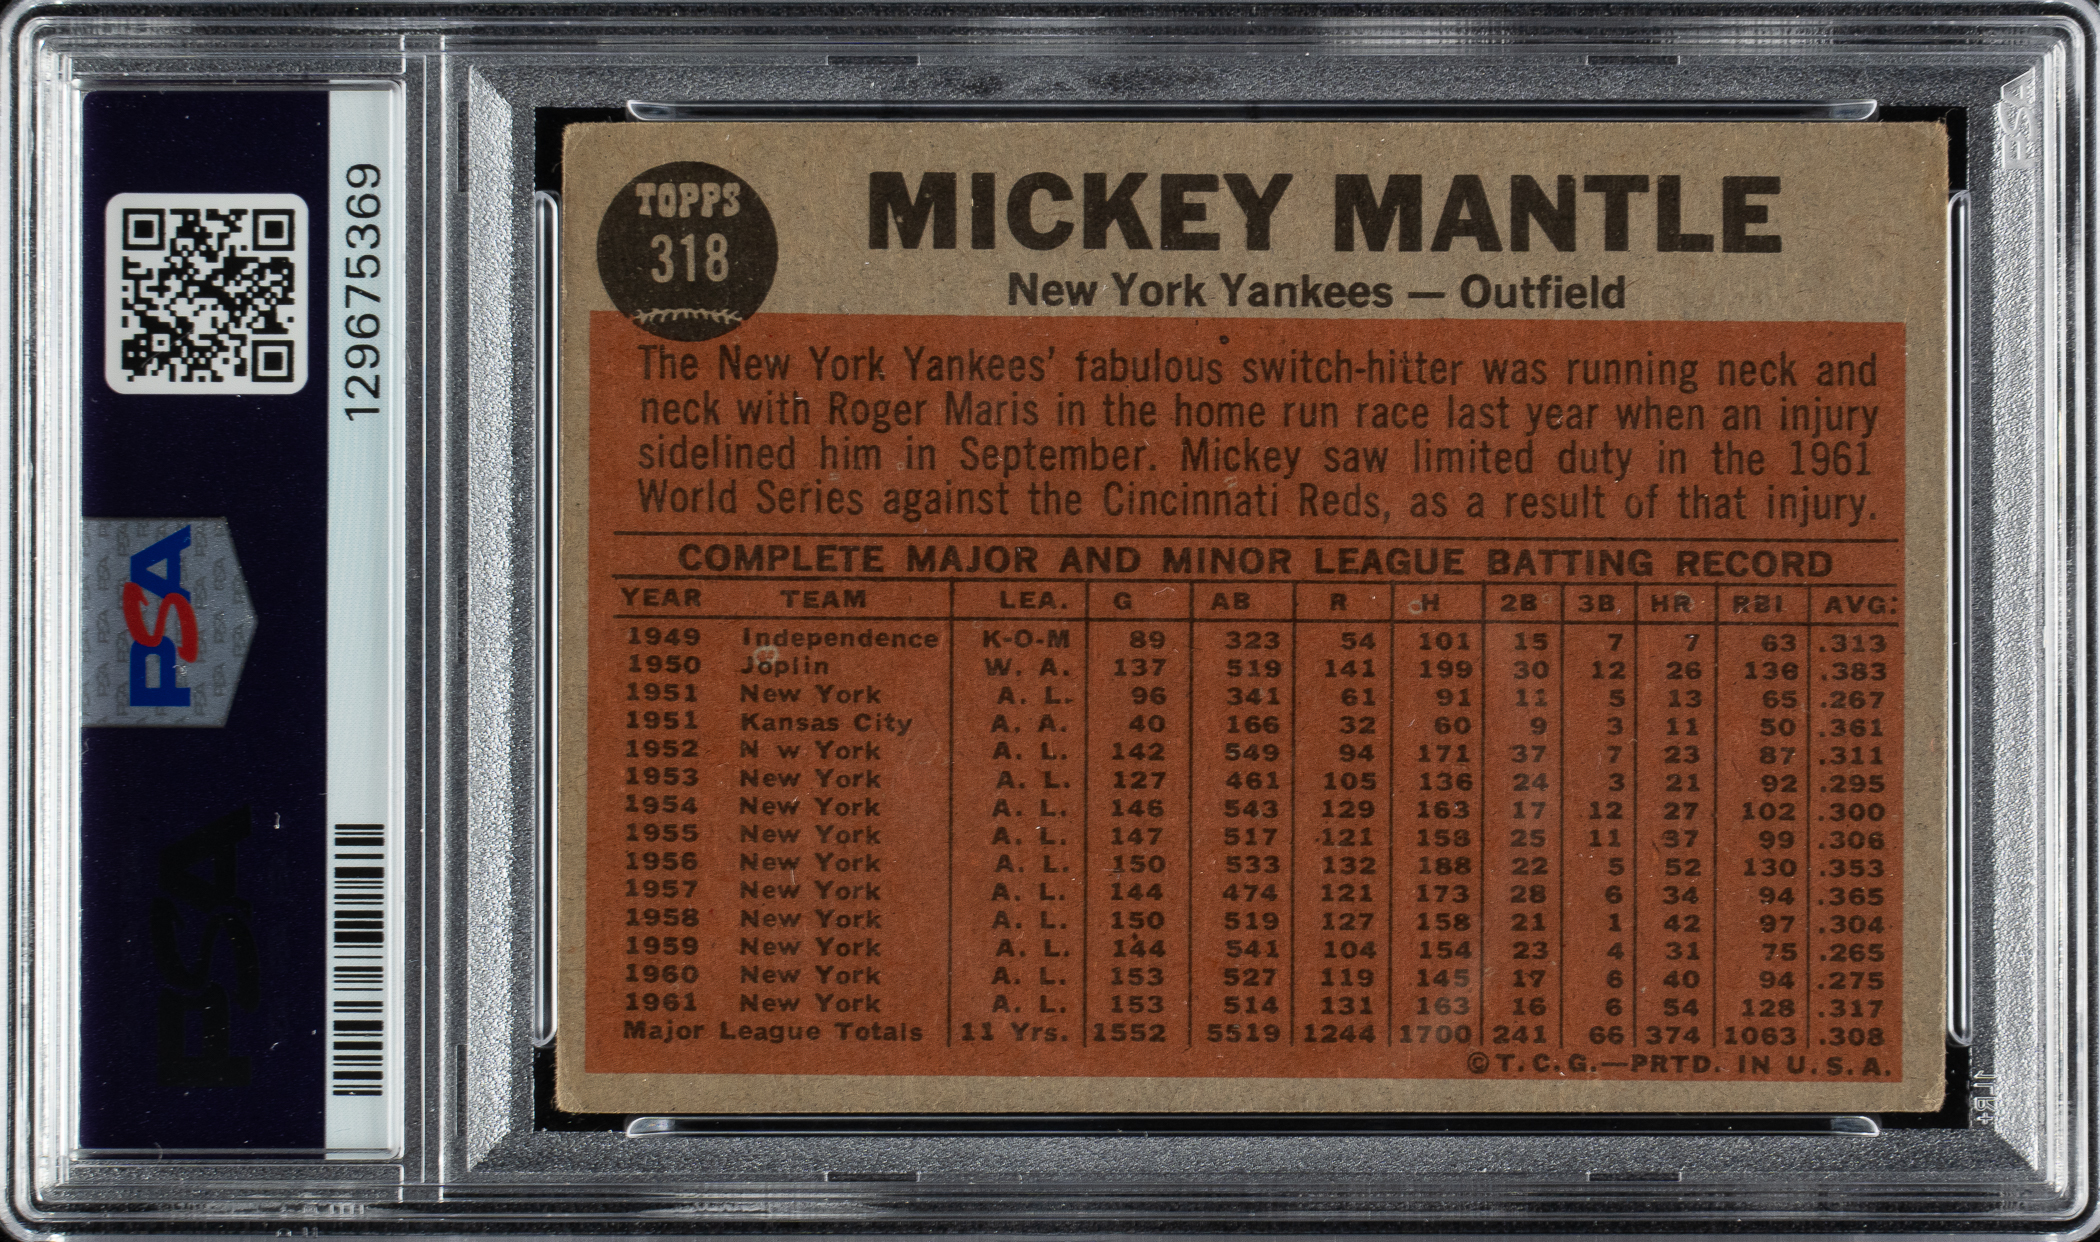 129675369
PSA
PSA
TOPPS
318
MICKEY MANTLE
New York Yankees — Outfield
The New York Yankees' fabulous switch-hitter was running neck and
neck with Roger Maris in the home run race last year when an injury
sidelined him in September. Mickey saw limited duty in the 1961
World Series against the Cincinnati Reds, as a result of that injury.
COMPLETE MAJOR AND MINOR LEAGUE BATTING RECORD
YEAR TEAM LEA. G AB R H 2B 3B HR RBI AVG.
1949 Independence K-O-M 89 323 54 101 15 7 7 63 .313
1950 Joplin W. A. 137 519 141 199 30 12 26 136 .383
1951 New York A. L. 96 341 61 91 11 5 13 65 .267
1951 Kansas City A. A. 40 166 32 60 9 3 11 50 .361
1952 N w York A. L. 142 549 94 171 37 7 23 87 .311
1953 New York A. L. 127 461 105 136 24 3 21 92 .295
1954 New York A. L. 146 543 129 163 17 12 27 102 .300
1955 New York A. L. 147 517 121 158 25 11 37 99 .306
1956 New York A. L. 150 533 132 188 22 5 52 130 .353
1957 New York A. L. 144 474 121 173 28 6 34 94 .365
1958 New York A. L. 150 519 127 158 21 1 42 97 .304
1959 New York A. L. 144 541 104 154 23 4 31 75 .265
1960 New York A. L. 153 527 119 145 17 6 40 94 .275
1961 New York A. L. 153 514 131 163 16 6 54 128 .317
Major League Totals 11 Yrs. 1552 5519 1244 1700 241 66 374 1063 .308
© T. C. G.—PRTD. IN U. S. A.
PSA